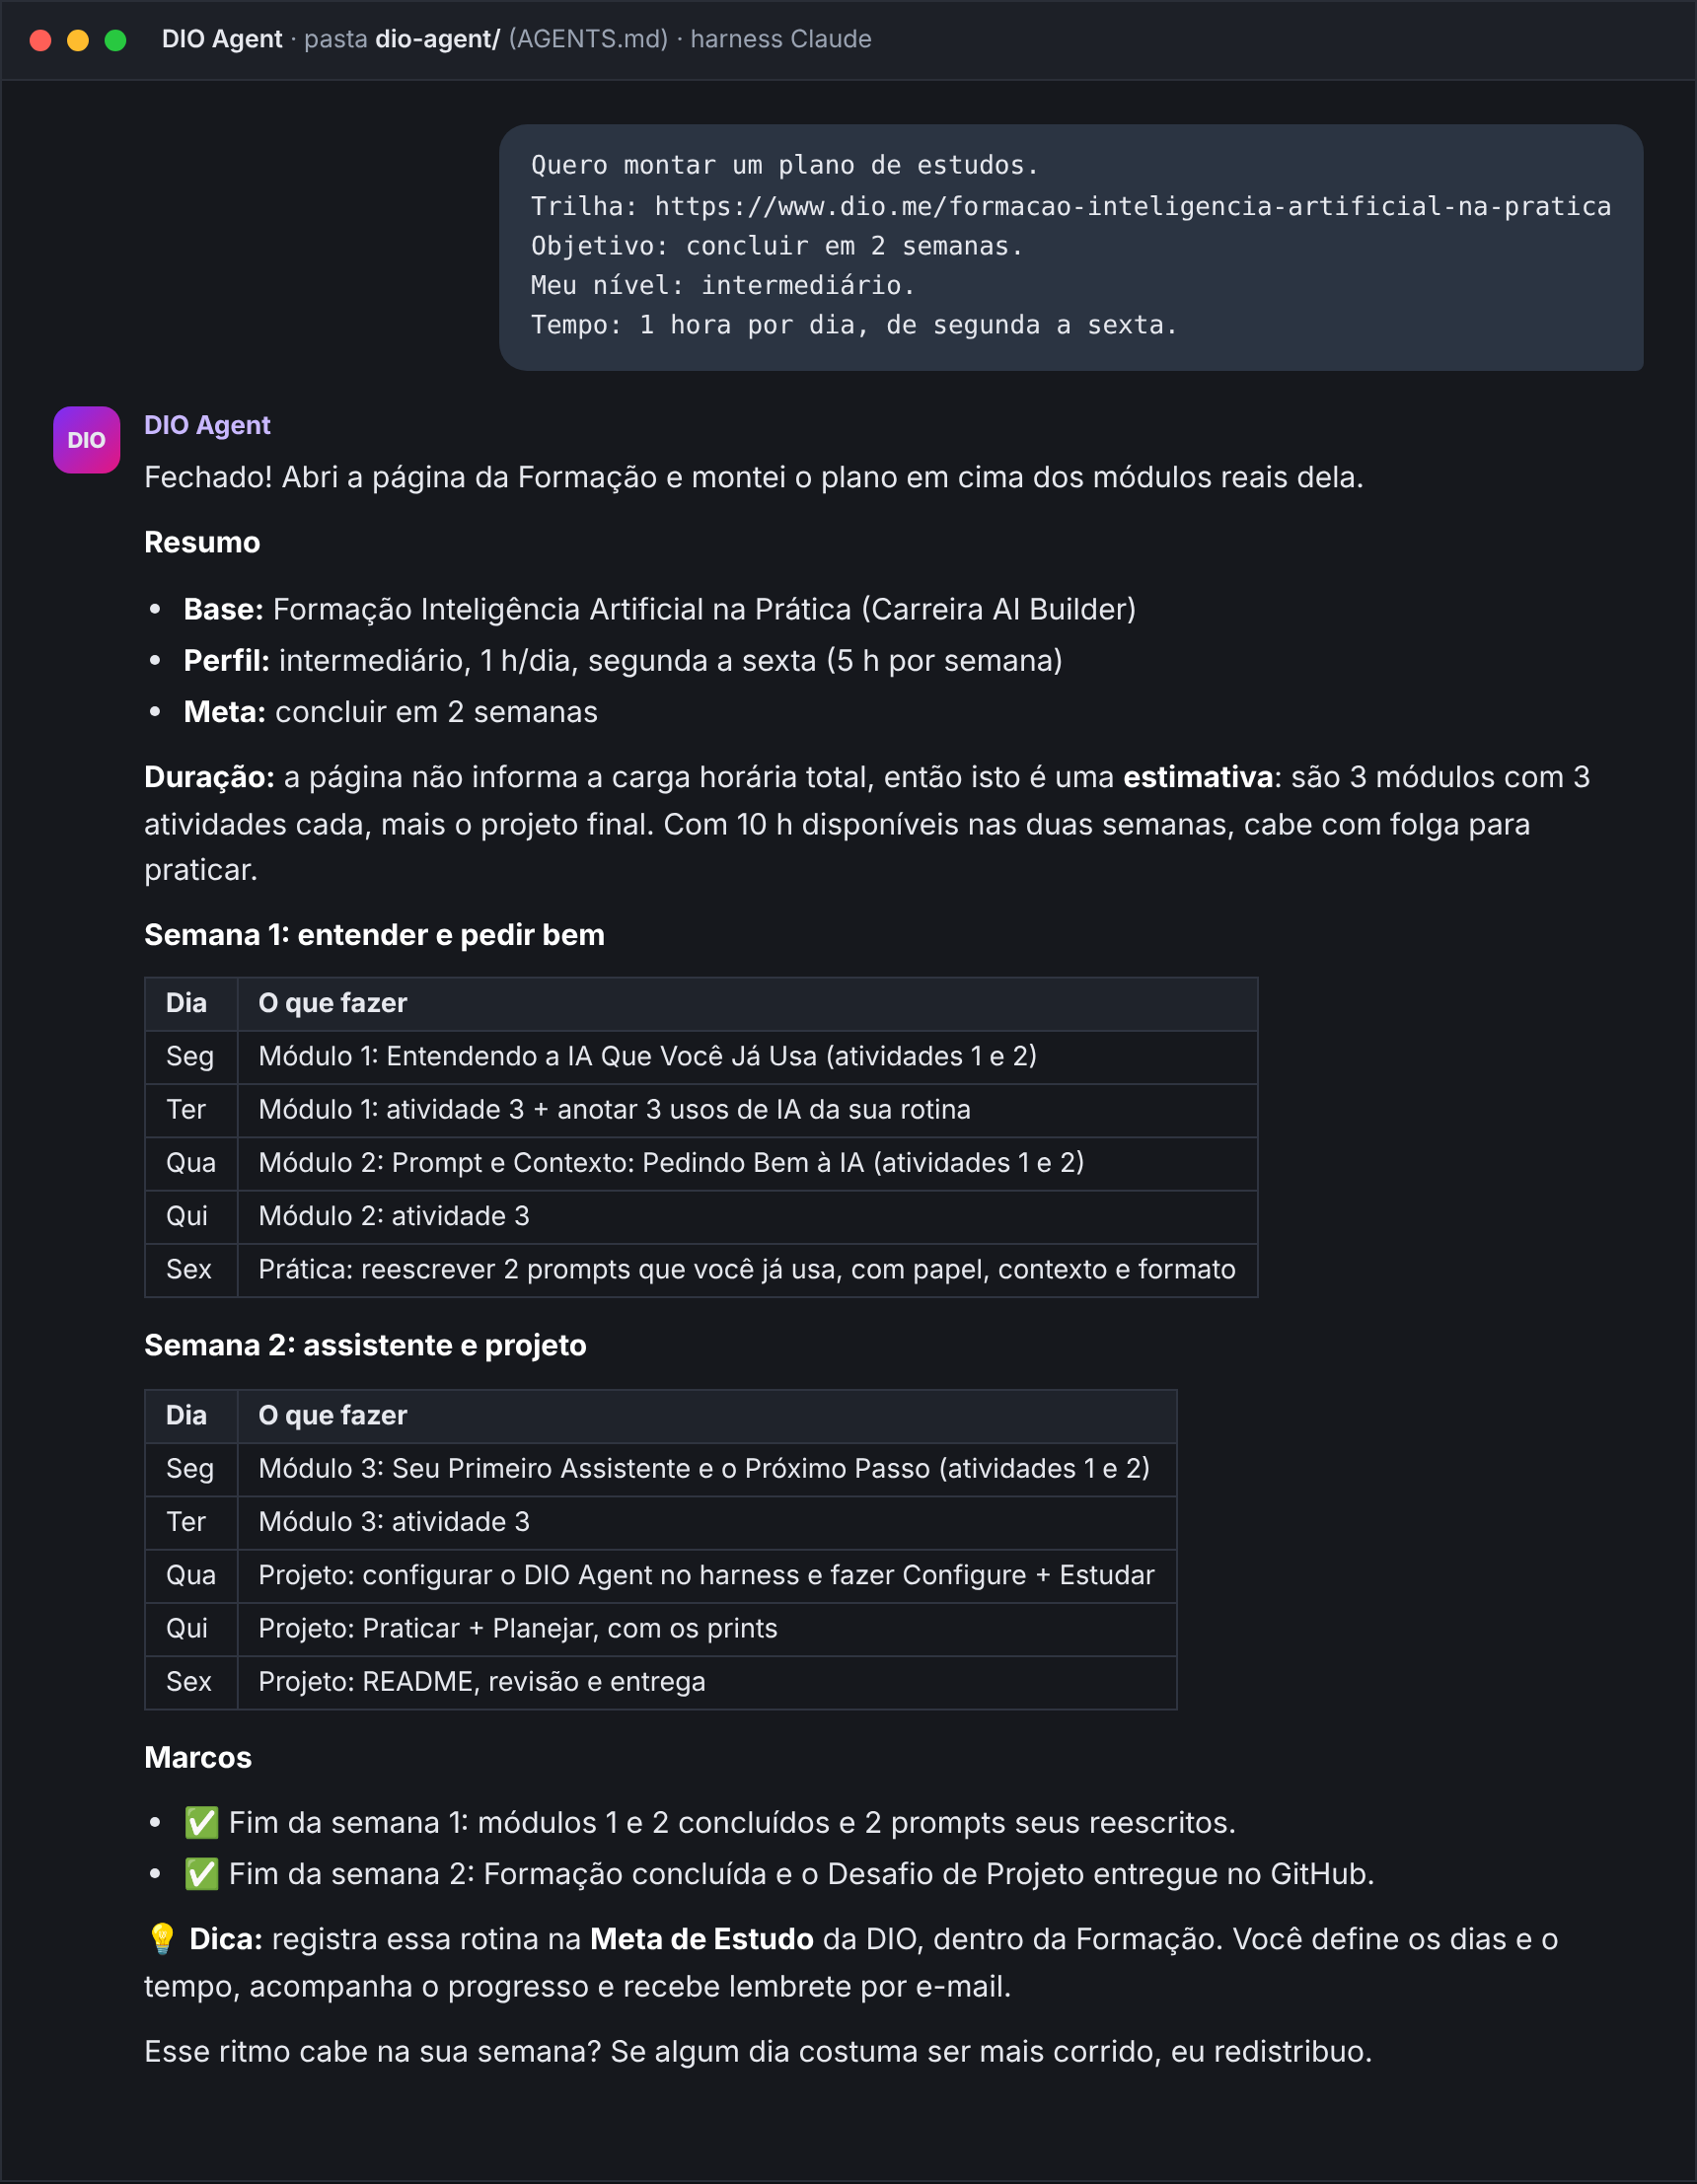 DIO Agent · pasta dio-agent/ (AGENTS.md) · harness Claude
Quero montar um plano de estudos.
Trilha: https://www.dio.me/formacao-inteligencia-artificial-na-pratica
Objetivo: concluir em 2 semanas.
Meu nível: intermediário.
Tempo: 1 hora por dia, de segunda a sexta.
DIO
DIO Agent
Fechado! Abri a página da Formação e montei o plano em cima dos módulos reais dela.
Resumo
• Base: Formação Inteligência Artificial na Prática (Carreira AI Builder)
• Perfil: intermediário, 1 h/dia, segunda a sexta (5 h por semana)
• Meta: concluir em 2 semanas
Duração: a página não informa a carga horária total, então isto é uma estimativa: são 3 módulos com 3
atividades cada, mais o projeto final. Com 10 h disponíveis nas duas semanas, cabe com folga para
praticar.
Semana 1: entender e pedir bem
Dia O que fazer
Seg Módulo 1: Entendendo a IA Que Você Já Usa (atividades 1 e 2)
Ter Módulo 1: atividade 3 + anotar 3 usos de IA da sua rotina
Qua Módulo 2: Prompt e Contexto: Pedindo Bem à IA (atividades 1 e 2)
Qui Módulo 2: atividade 3
Sex Prática: reescrever 2 prompts que você já usa, com papel, contexto e formato
Semana 2: assistente e projeto
Dia O que fazer
Seg Módulo 3: Seu Primeiro Assistente e o Próximo Passo (atividades 1 e 2)
Ter Módulo 3: atividade 3
Qua Projeto: configurar o DIO Agent no harness e fazer Configure + Estudar
Qui Projeto: Praticar + Planejar, com os prints
Sex Projeto: README, revisão e entrega
Marcos
• ✅ Fim da semana 1: módulos 1 e 2 concluídos e 2 prompts seus reescritos.
• ✅ Fim da semana 2: Formação concluída e o Desafio de Projeto entregue no GitHub.
💡 Dica: registra essa rotina na Meta de Estudo da DIO, dentro da Formação. Você define os dias e o
tempo, acompanha o progresso e recebe lembrete por e-mail.
Esse ritmo cabe na sua semana? Se algum dia costuma ser mais corrido, eu redistribuo.